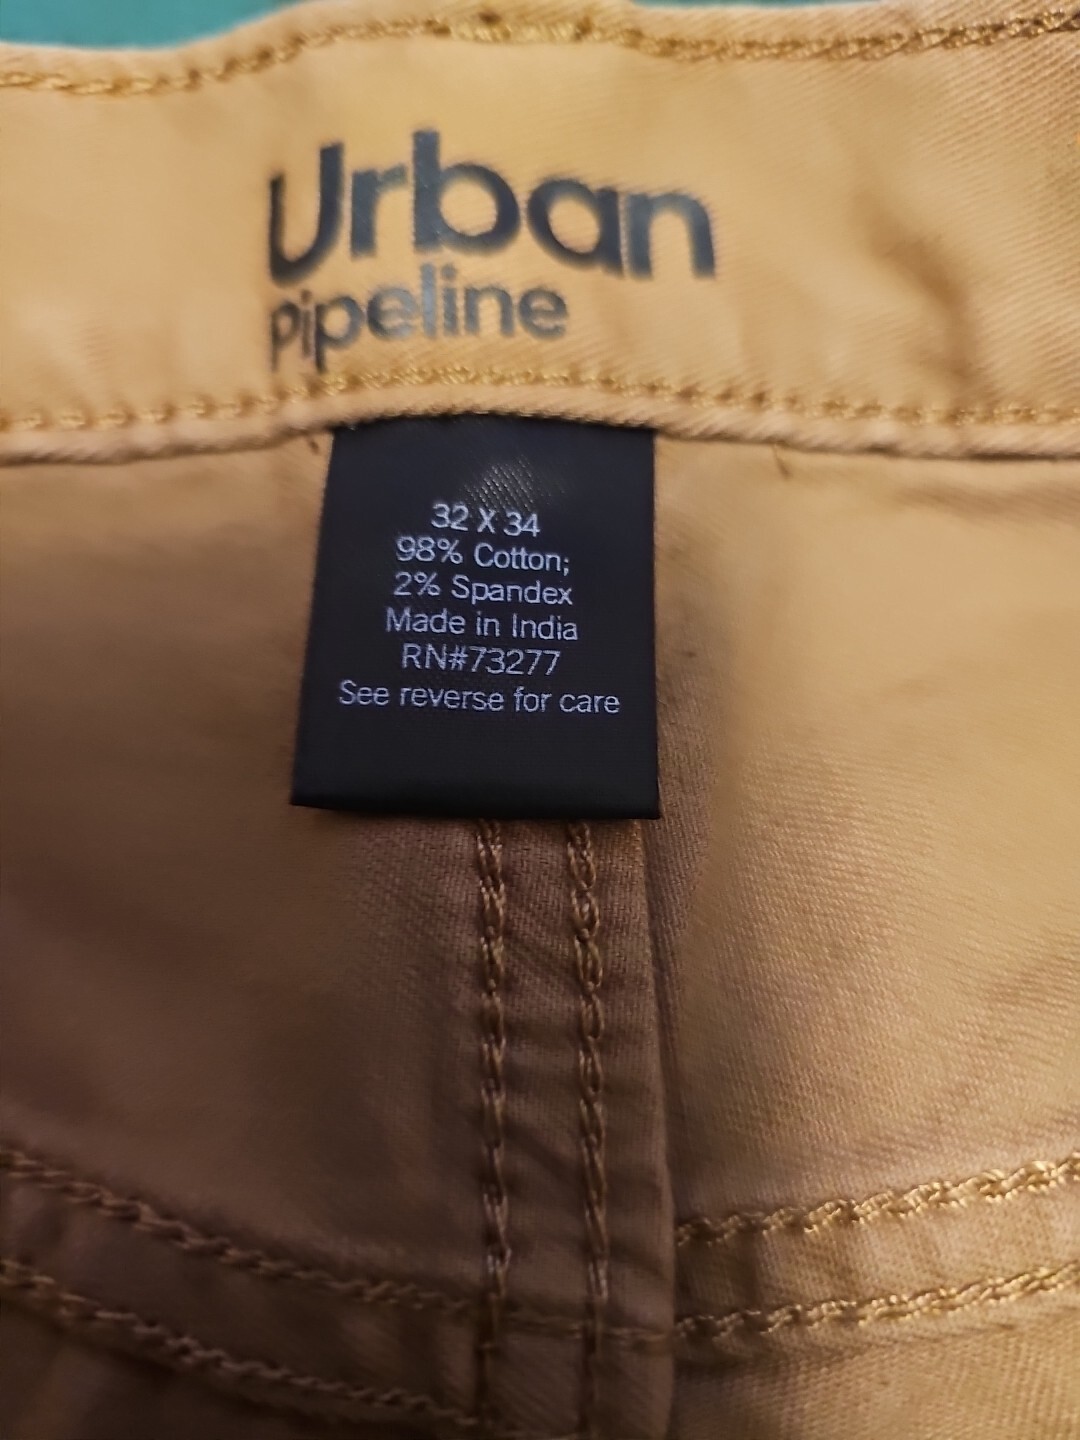 Urban
Pipeline
32 X 34
98% Cotton;
2% Spandex
Made in India
RN#73277
See reverse for care